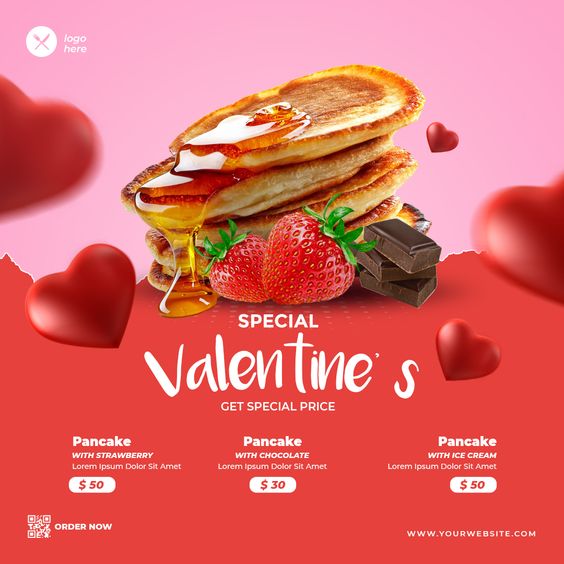 logo
here
SPECIAL
Valentine's
GET SPECIAL PRICE
Pancake
WITH STRAWBERRY
Lorem Ipsum Dolor Sit Amet
$ 50
Pancake
WITH CHOCOLATE
Lorem Ipsum Dolor Sit Amet
$ 30
Pancake
WITH ICE CREAM
Lorem Ipsum Dolor Sit Amet
$ 50
ORDER NOW
WWW.YOURWEBSITE.COM